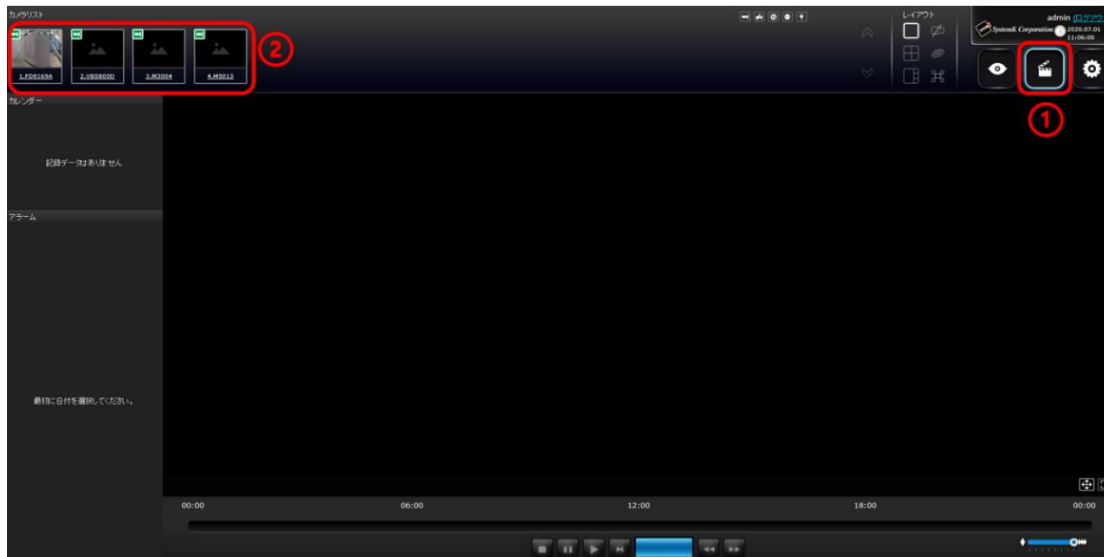 カメラリスト
レイアウト
admin (ログアウ
SystemK Corporation
2020.07.01
11:06:00
②
1.FD8169A
2.VB5803D
3.M3004
4.M3013
①
カレンダー
記録データはありません
アラーム
最初に日付を選択してください。
00:00
06:00
12:00
18:00
00:00